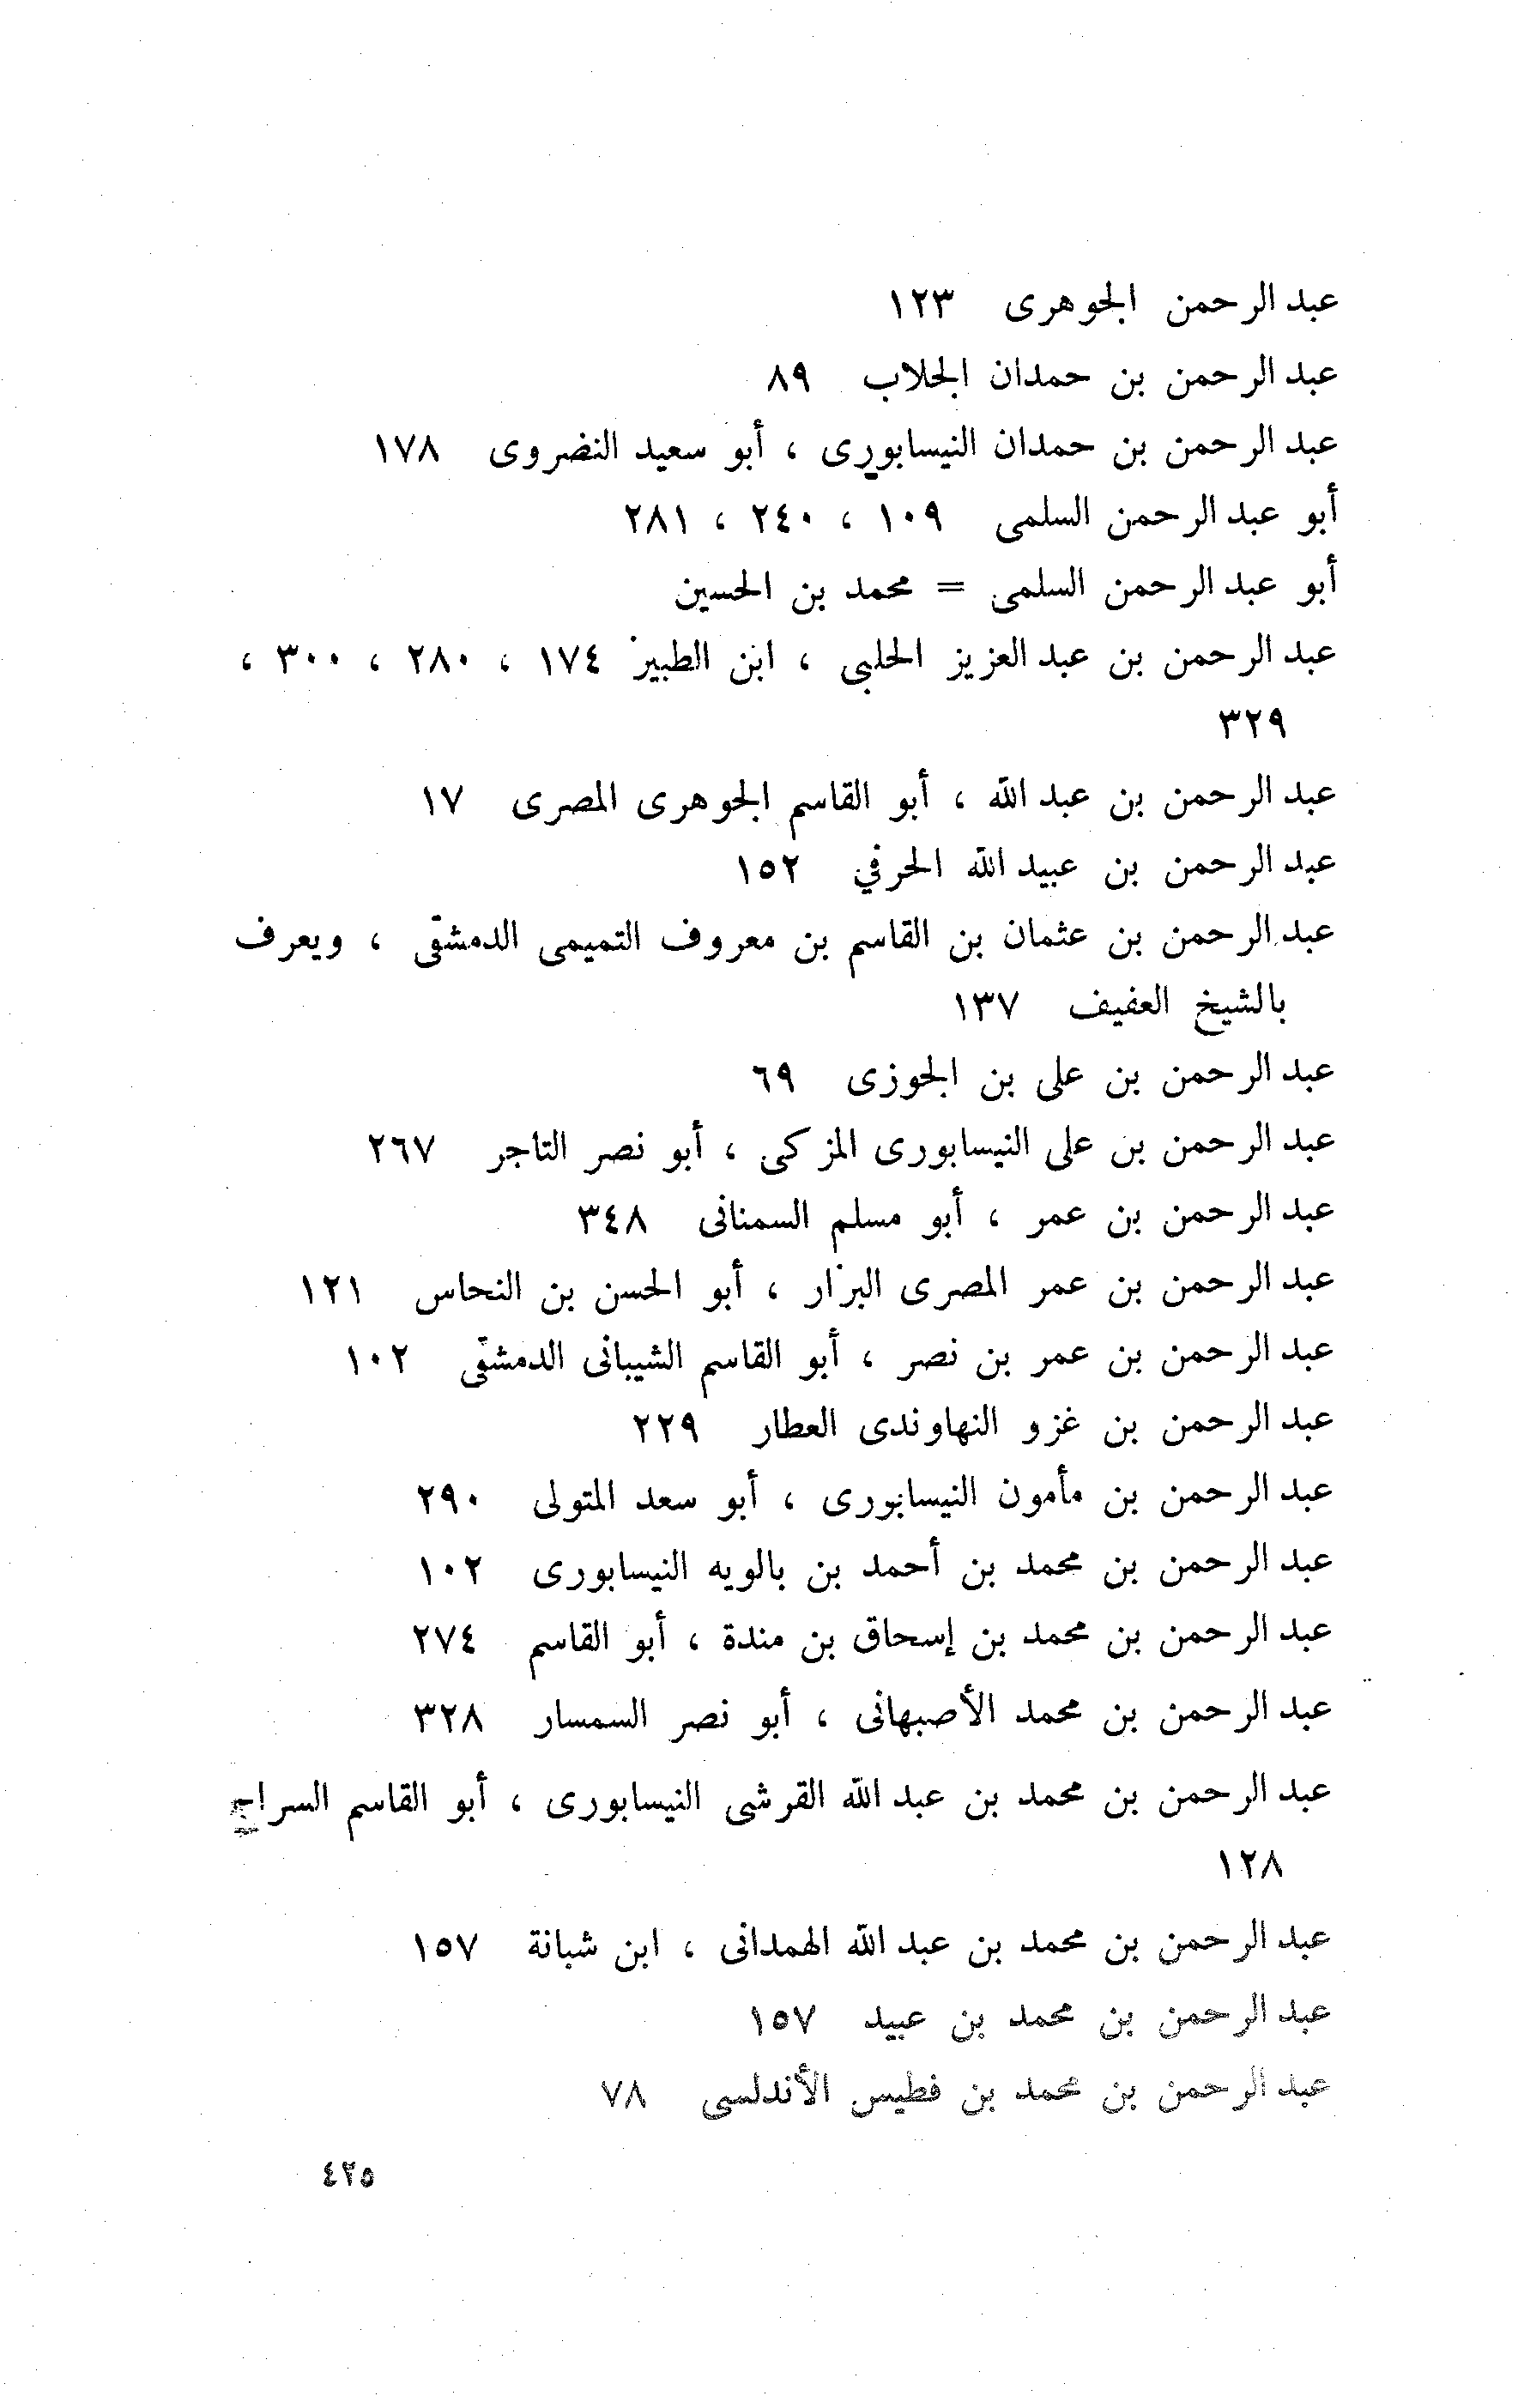 عبد الرحمن الجوهرى ١٢٣
عبد الرحمن بن حمدان الجلاب ٨٩
عبد الرحمن بن حمدان النيسابورى ، أبو سعيد النضروى ١٧٨
أبو عبد الرحمن السلمى ١٠٩ ، ٢٤٠ ، ٢٨١
أبو عبد الرحمن السلمى = محمد بن الحسين
عبد الرحمن بن عبد العزيز الحلبى ، ابن الطبيز ١٧٤ ، ٢٨٠ ، ٣٠٠ ،
٣٢٩
عبد الرحمن بن عبد الله ، أبو القاسم الجوهرى المصرى ١٧
عبد الرحمن بن عبيد الله الحرفي ١٥٢
عبد الرحمن بن عثمان بن القاسم بن معروف التميمى الدمشقى ، ويعرف
بالشيخ العفيف ١٣٧
عبد الرحمن بن على بن الجوزى ٦٩
عبد الرحمن بن على النيسابورى المزكى ، أبو نصر التاجر ٢٦٧
عبد الرحمن بن عمر ، أبو مسلم السمنانى ٣٤٨
عبد الرحمن بن عمر المصرى البزار ، أبو الحسن بن النحاس ١٢١
عبد الرحمن بن عمر بن نصر ، أبو القاسم الشيبانى الدمشقى ١٠٢
عبد الرحمن بن غزو النهاوندى العطار ٢٢٩
عبد الرحمن بن مأمون النيسابورى ، أبو سعد المتولى ٢٩٠
عبد الرحمن بن محمد بن أحمد بن بالويه النيسابورى ١٠٢
عبد الرحمن بن محمد بن إسحاق بن مندة ، أبو القاسم ٢٧٤
عبد الرحمن بن محمد الأصبهانى ، أبو نصر السمسار ٣٢٨
عبد الرحمن بن محمد بن عبد الله القرشى النيسابورى ، أبو القاسم السراج
١٢٨
عبد الرحمن بن محمد بن عبد الله الهمدانى ، ابن شبانة ١٥٧
عبد الرحمن بن محمد بن عبيد ١٥٧
عبد الرحمن بن محمد بن فطيس الأندلسى ٧٨
٤٢٥